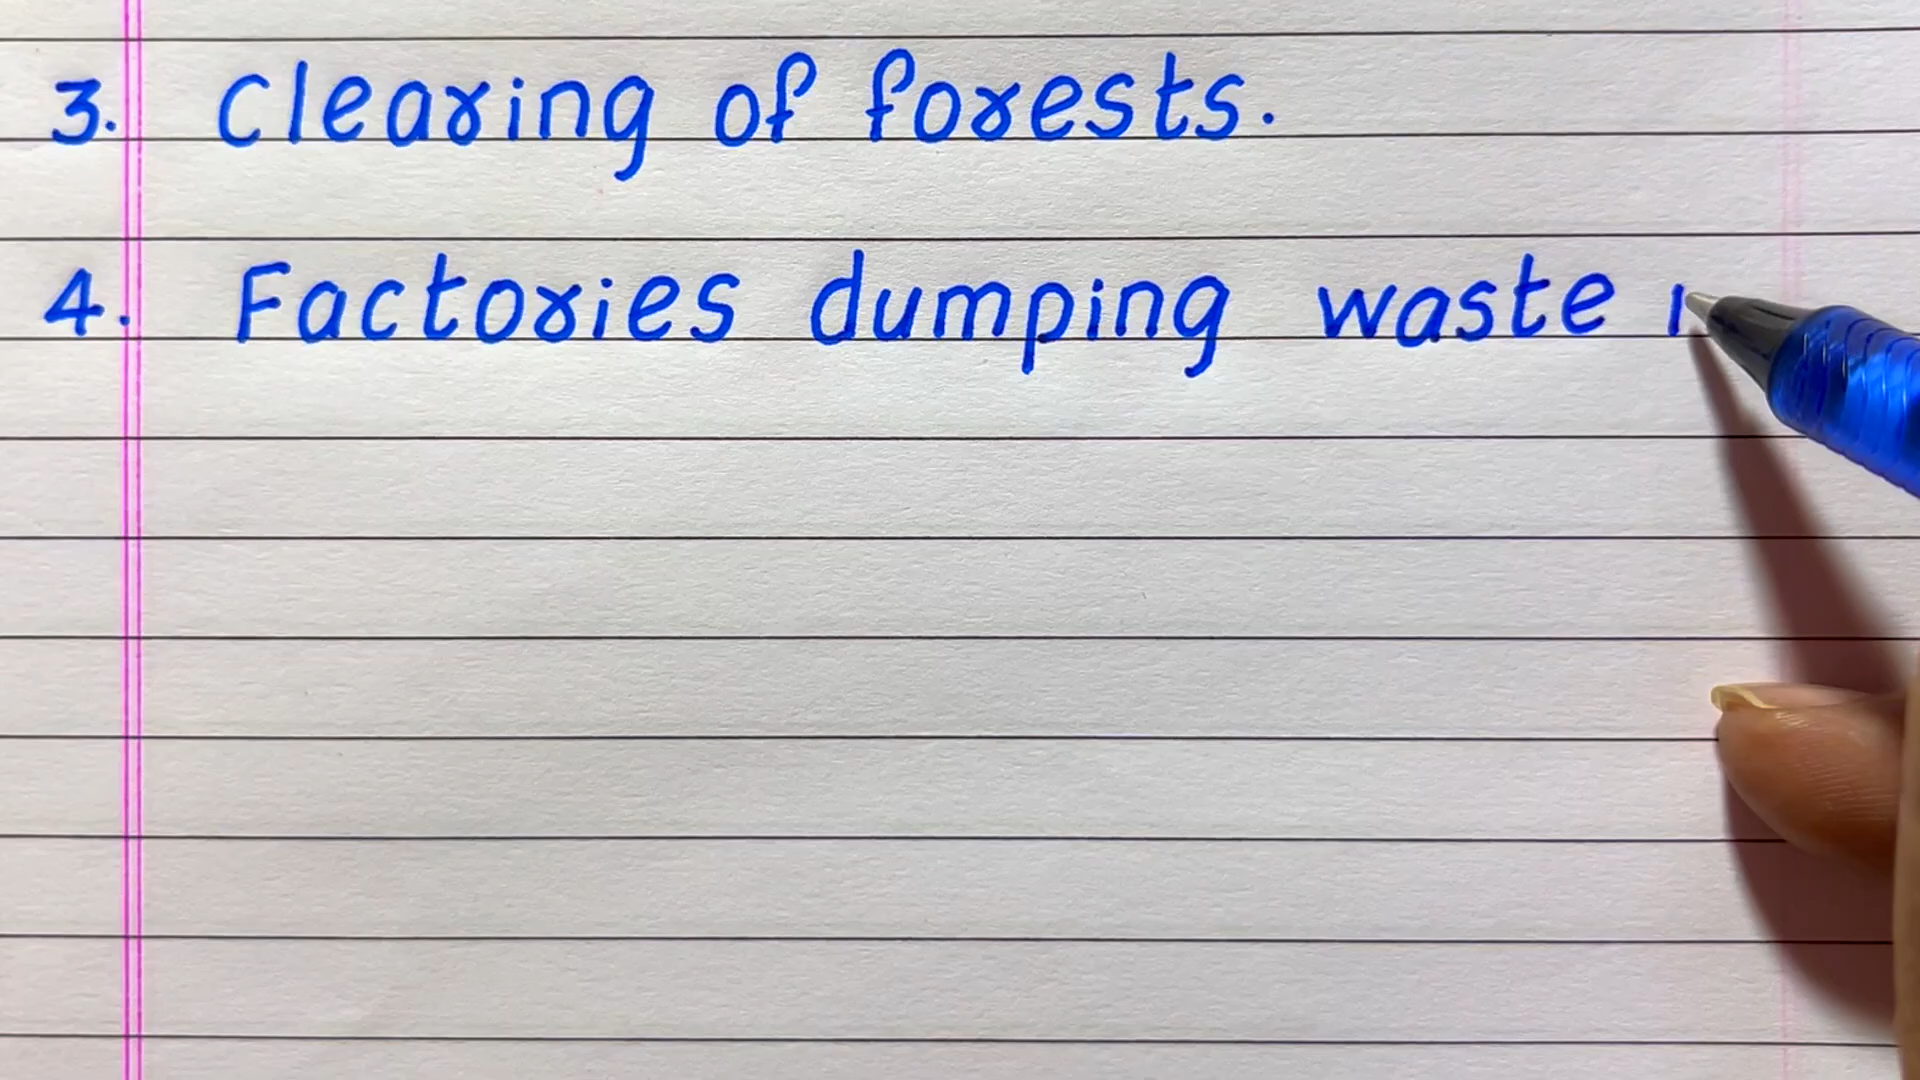 3. Clearing of forests.
4. Factories dumping waste